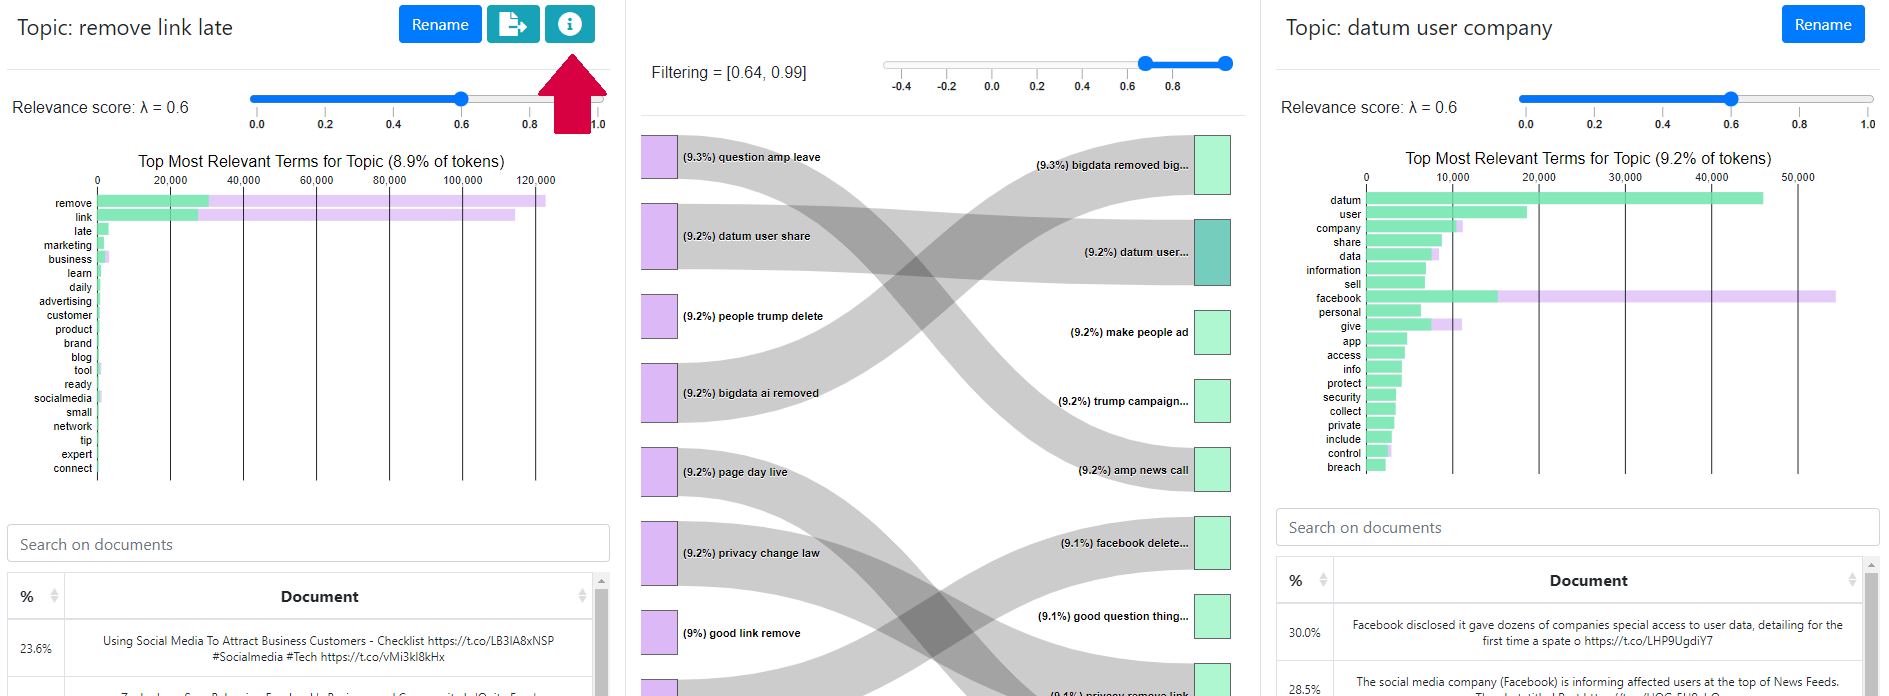 Topic: remove link late
Rename
Relevance score: λ = 0.6
0.0 0.2 0.4 0.6 0.8 1.0
Top Most Relevant Terms for Topic (8.9% of tokens)
0 20,000 40,000 60,000 80,000 100,000 120,000
remove
link
late
marketing
business
learn
daily
advertising
customer
product
brand
blog
tool
ready
socialmedia
small
network
tip
expert
connect
Search on documents
% Document
23.6% Using Social Media To Attract Business Customers - Checklist https://t.co/LB3IA8xNSP
#Socialmedia #Tech https://t.co/vMi3kI8kHx
Filtering = [0.64, 0.99]
-0.4 -0.2 0.0 0.2 0.4 0.6 0.8
(9.3%) question amp leave
(9.2%) datum user share
(9.2%) people trump delete
(9.2%) bigdata ai removed
(9.2%) page day live
(9.2%) privacy change law
(9%) good link remove
(9.3%) bigdata removed big...
(9.2%) datum user...
(9.2%) make people ad
(9.2%) trump campaign...
(9.2%) amp news call
(9.1%) facebook delete...
(9.1%) good question thing...
(9.1%) privacy remove link
Topic: datum user company
Rename
Relevance score: λ = 0.6
0.0 0.2 0.4 0.6 0.8 1.0
Top Most Relevant Terms for Topic (9.2% of tokens)
0 10,000 20,000 30,000 40,000 50,000
datum
user
company
share
data
information
sell
facebook
personal
give
app
access
info
protect
security
collect
private
include
control
breach
Search on documents
% Document
30.0% Facebook disclosed it gave dozens of companies special access to user data, detailing for the
first time a spate o https://t.co/LHP9UgdiY7
28.5% The social media company (Facebook) is informing affected users at the top of News Feeds.